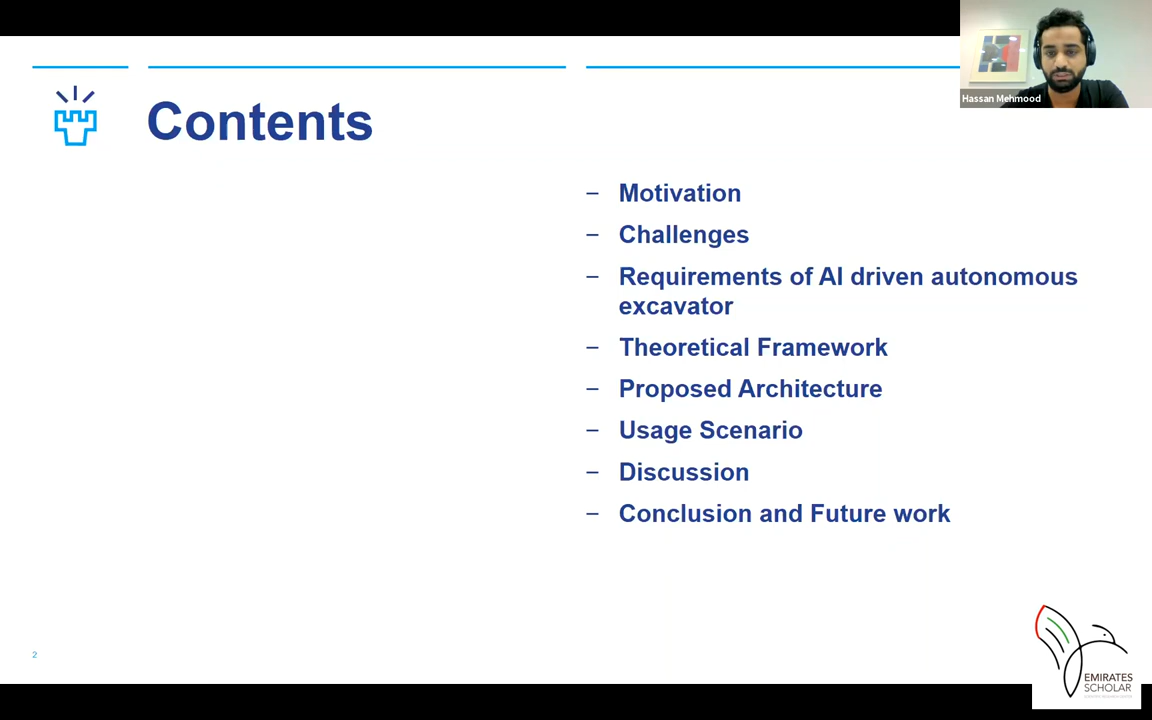 Hassan Mehmood
Contents
– Motivation
– Challenges
– Requirements of AI driven autonomous
excavator
– Theoretical Framework
– Proposed Architecture
– Usage Scenario
– Discussion
– Conclusion and Future work
2
EMIRATES
SCHOLAR